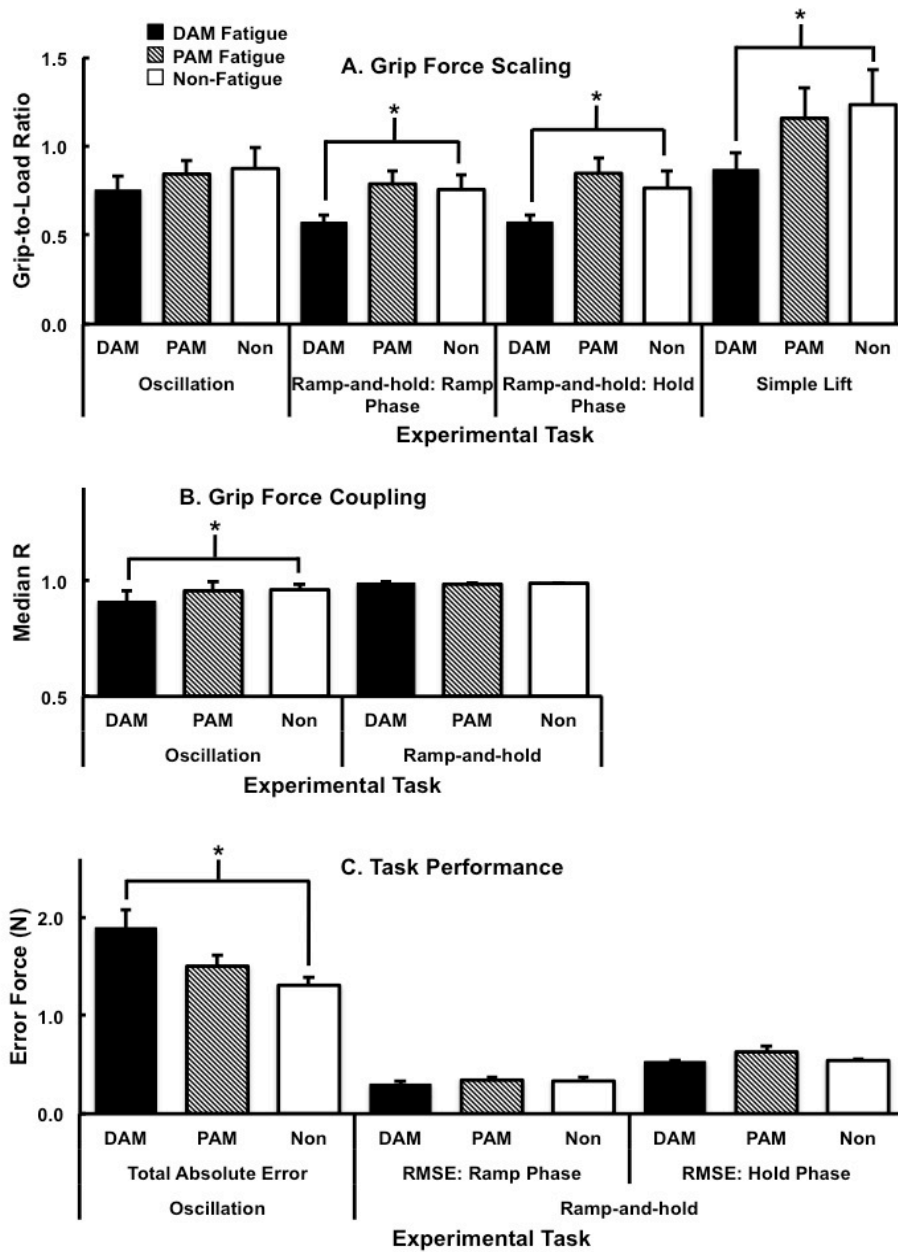 DAM Fatigue
PAM Fatigue
Non-Fatigue
A. Grip Force Scaling
*
*
*
Grip-to-Load Ratio
1.5
1.0
0.5
0.0
DAM PAM Non DAM PAM Non DAM PAM Non DAM PAM Non
Oscillation Ramp-and-hold: Ramp Phase Ramp-and-hold: Hold Phase Simple Lift
Experimental Task
B. Grip Force Coupling
*
Median R
1.0
0.5
DAM PAM Non DAM PAM Non
Oscillation Ramp-and-hold
Experimental Task
C. Task Performance
*
Error Force (N)
2.0
1.0
0.0
DAM PAM Non DAM PAM Non DAM PAM Non
Total Absolute Error RMSE: Ramp Phase RMSE: Hold Phase
Oscillation Ramp-and-hold
Experimental Task